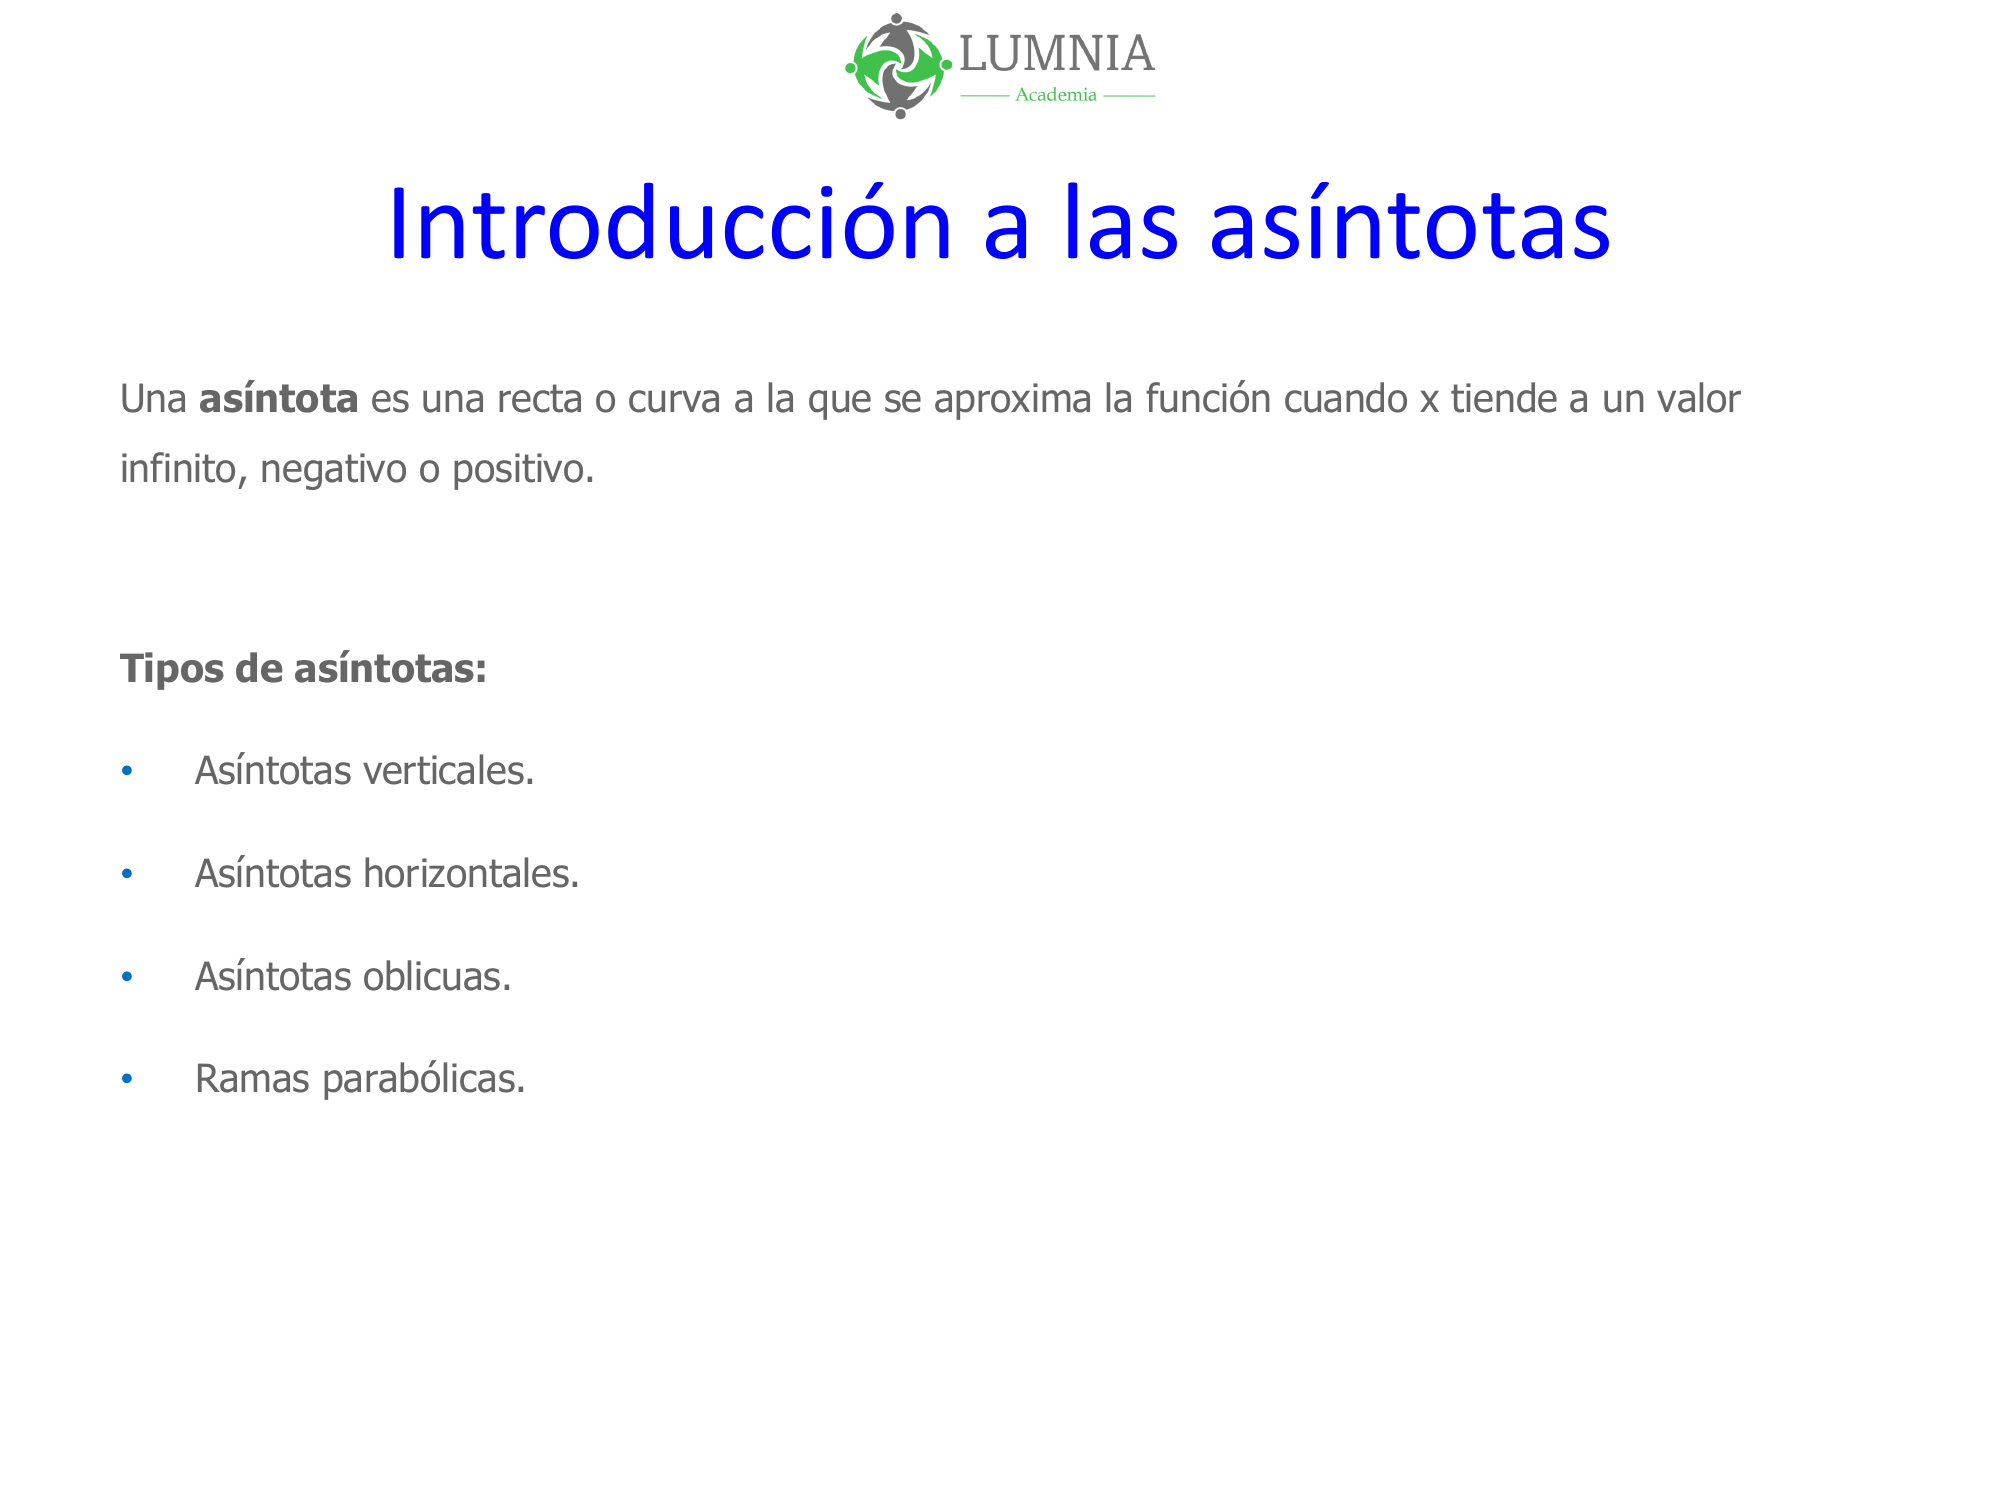 LUMNIA
Academia
Introducción a las asíntotas
Una asíntota es una recta o curva a la que se aproxima la función cuando x tiende a un valor
infinito, negativo o positivo.
Tipos de asíntotas:
• Asíntotas verticales.
• Asíntotas horizontales.
• Asíntotas oblicuas.
• Ramas parabólicas.